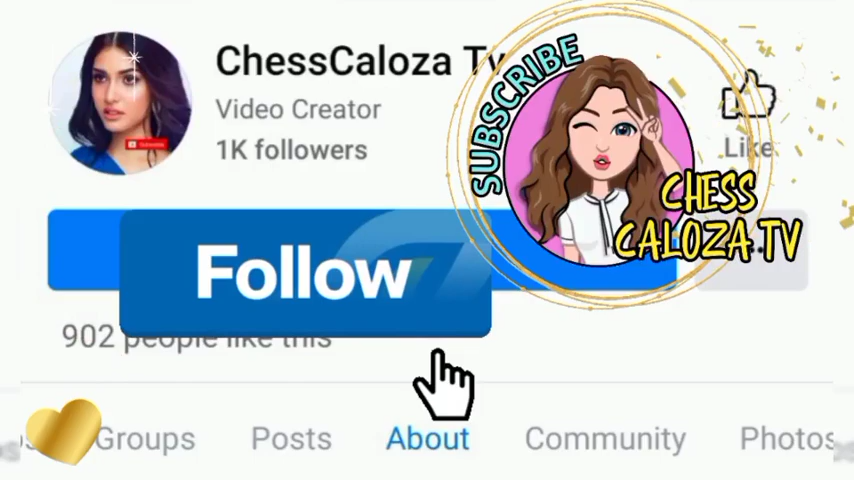 ChessCaloza Tv
Video Creator
1K followers
SUBSCRIBE
Like
CHESS
CALOZA TV
Follow
902 people like this
Groups
Posts
About
Community
Photos